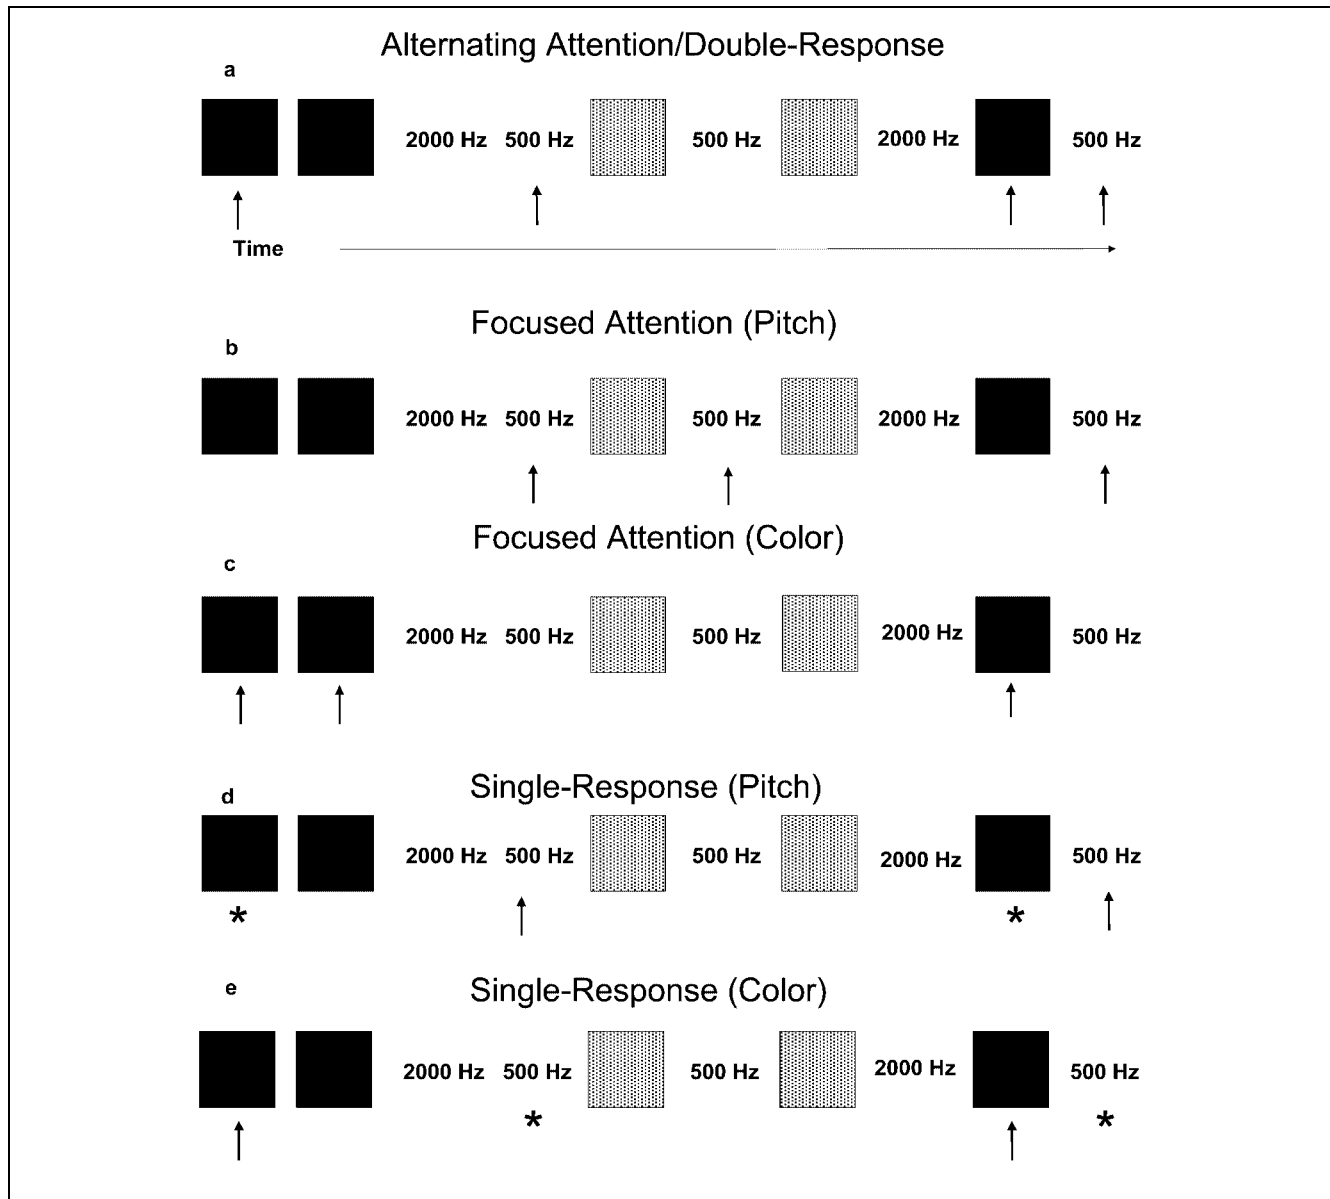 Alternating Attention/Double-Response
a
2000 Hz 500 Hz 500 Hz 2000 Hz 500 Hz
Time
Focused Attention (Pitch)
b
2000 Hz 500 Hz 500 Hz 2000 Hz 500 Hz
Focused Attention (Color)
c
2000 Hz 500 Hz 500 Hz 2000 Hz 500 Hz
Single-Response (Pitch)
d
2000 Hz 500 Hz 500 Hz 2000 Hz 500 Hz
* *
Single-Response (Color)
e
2000 Hz 500 Hz 500 Hz 2000 Hz 500 Hz
* *